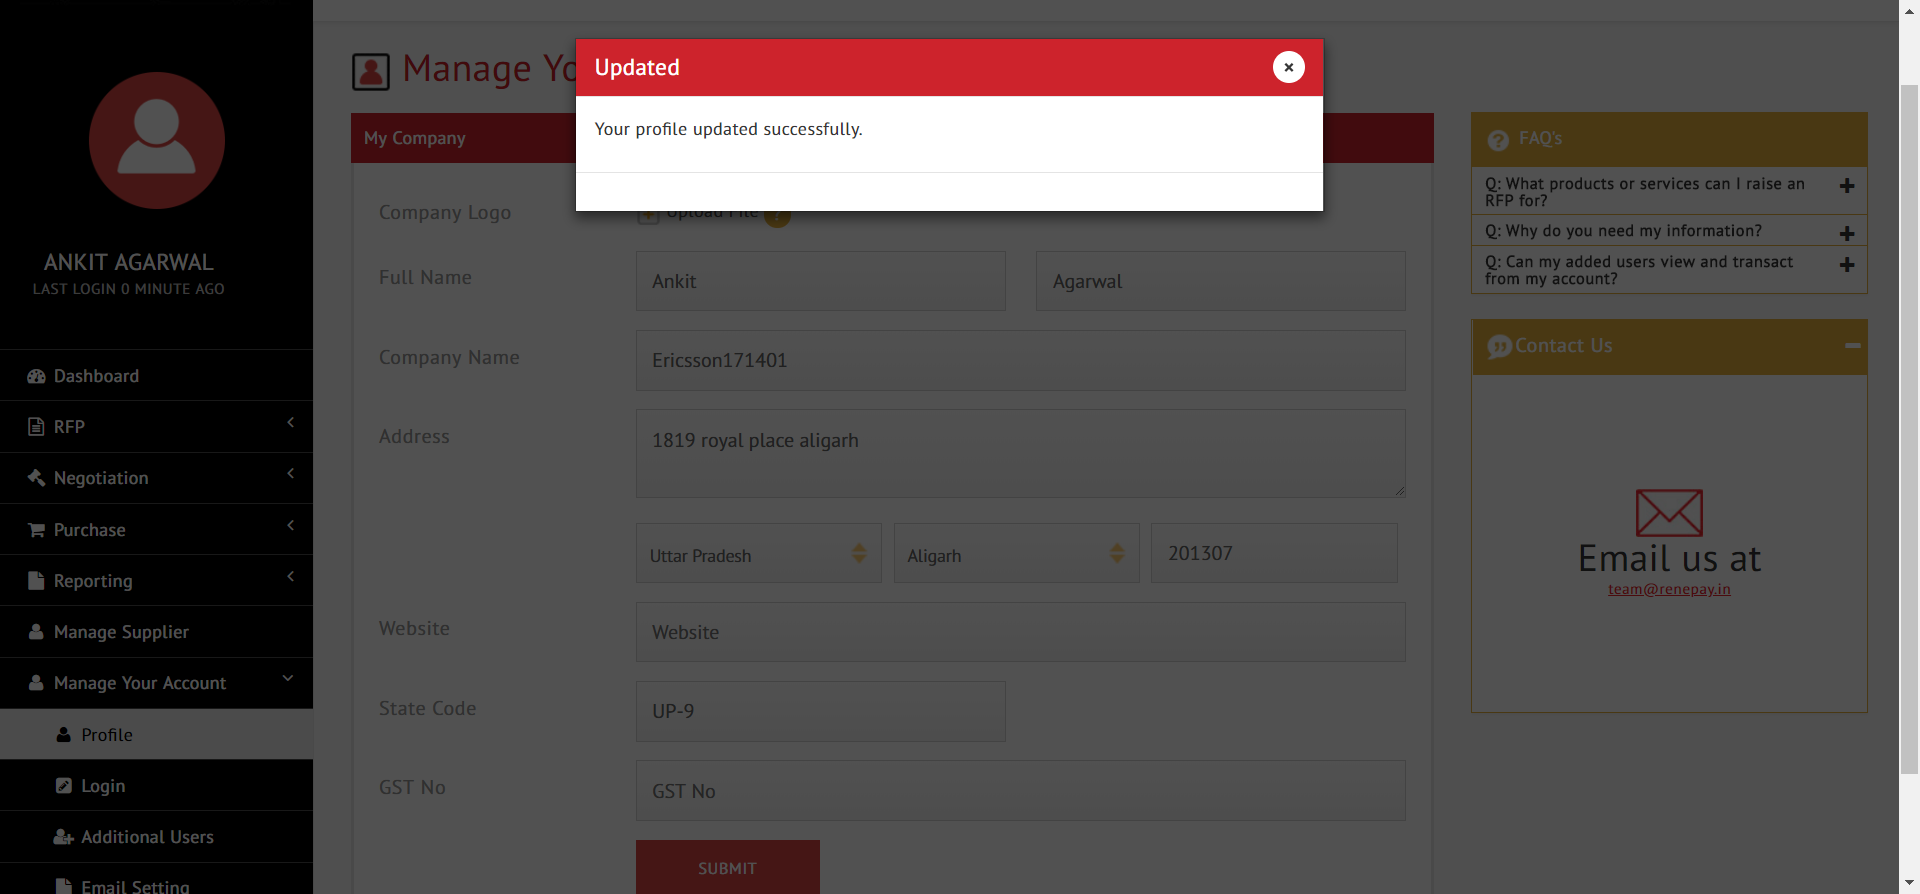 ANKIT AGARWAL
LAST LOGIN 0 MINUTE AGO
Dashboard
RFP
Negotiation
Purchase
Reporting
Manage Supplier
Manage Your Account
Profile
Login
Additional Users
Email Setting
Manage Yo
Updated
×
Your profile updated successfully.
My Company
Company Logo
Upload File ?
Full Name
Ankit
Agarwal
Company Name
Ericsson171401
Address
1819 royal place aligarh
Uttar Pradesh
Aligarh
201307
Website
Website
State Code
UP-9
GST No
GST No
SUBMIT
? FAQ's
Q: What products or services can I raise an
RFP for?
Q: Why do you need my information?
Q: Can my added users view and transact
from my account?
Contact Us
Email us at
team@renepay.in